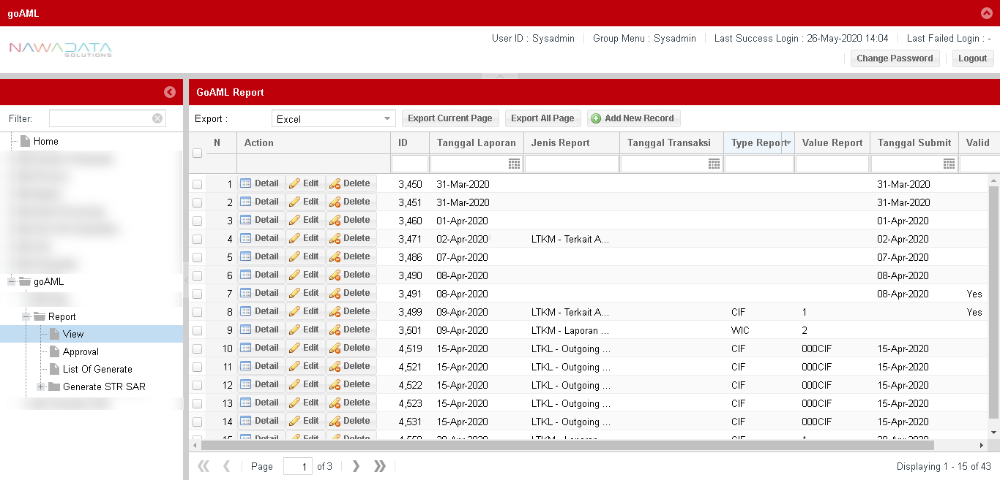 goAML
NAWADATA
SOLUTIONS
User ID : Sysadmin Group Menu : Sysadmin Last Success Login : 26-May-2020 14:04 Last Failed Login : -
Change Password Logout
GoAML Report
Filter:
Export : Excel Export Current Page Export All Page Add New Record
Home
goAML
Report
View
Approval
List Of Generate
Generate STR SAR
N Action ID Tanggal Laporan Jenis Report Tanggal Transaksi Type Report Value Report Tanggal Submit Valid
1 Detail Edit Delete 3,450 31-Mar-2020 31-Mar-2020
2 Detail Edit Delete 3,451 31-Mar-2020 31-Mar-2020
3 Detail Edit Delete 3,460 01-Apr-2020 01-Apr-2020
4 Detail Edit Delete 3,471 02-Apr-2020 LTKM - Terkait A... 02-Apr-2020
5 Detail Edit Delete 3,486 07-Apr-2020 07-Apr-2020
6 Detail Edit Delete 3,490 08-Apr-2020 08-Apr-2020
7 Detail Edit Delete 3,491 08-Apr-2020 08-Apr-2020 Yes
8 Detail Edit Delete 3,499 09-Apr-2020 LTKM - Terkait A... CIF 1 Yes
9 Detail Edit Delete 3,501 09-Apr-2020 LTKM - Laporan ... WIC 2
10 Detail Edit Delete 4,519 15-Apr-2020 LTKL - Outgoing ... CIF 000CIF 15-Apr-2020
11 Detail Edit Delete 4,521 15-Apr-2020 LTKL - Outgoing ... CIF 000CIF 15-Apr-2020
12 Detail Edit Delete 4,522 15-Apr-2020 LTKL - Outgoing ... CIF 000CIF 15-Apr-2020
13 Detail Edit Delete 4,523 15-Apr-2020 LTKL - Outgoing ... CIF 000CIF 15-Apr-2020
14 Detail Edit Delete 4,531 15-Apr-2020 LTKL - Outgoing ... CIF 000CIF 15-Apr-2020
15 Detail Edit Delete LTKM - Laporan CIF
Page 1 of 3 Displaying 1 - 15 of 43